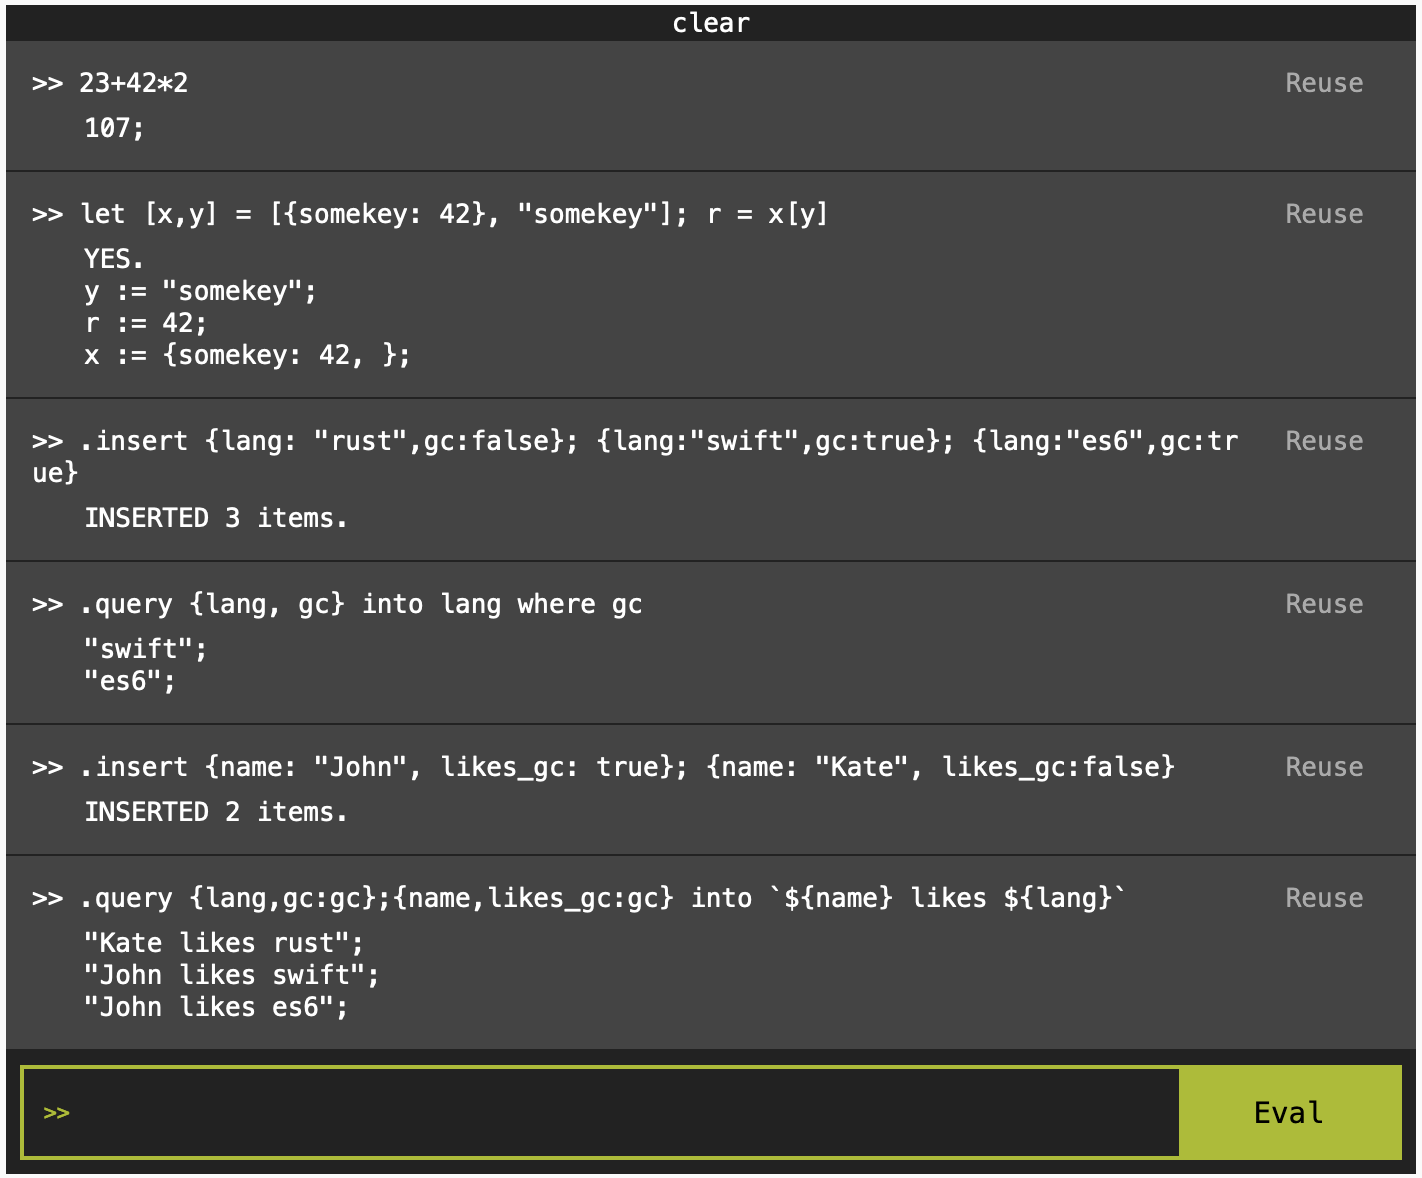 clear
>> 23+42*2 Reuse
107;
>> let [x,y] = [{somekey: 42}, "somekey"]; r = x[y] Reuse
YES.
y := "somekey";
r := 42;
x := {somekey: 42, };
>> .insert {lang: "rust",gc:false}; {lang:"swift",gc:true}; {lang:"es6",gc:tr Reuse
ue}
INSERTED 3 items.
>> .query {lang, gc} into lang where gc Reuse
"swift";
"es6";
>> .insert {name: "John", likes_gc: true}; {name: "Kate", likes_gc:false} Reuse
INSERTED 2 items.
>> .query {lang,gc:gc};{name,likes_gc:gc} into `${name} likes ${lang}` Reuse
"Kate likes rust";
"John likes swift";
"John likes es6";
>> Eval